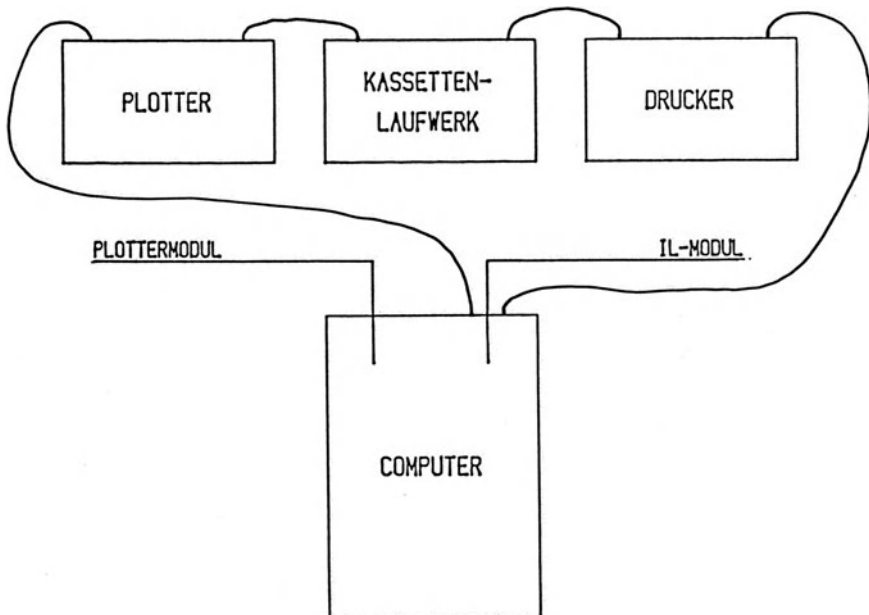 PLOTTER
KASSETTEN-
LAUFWERK
DRUCKER
PLOTTERMODUL
IL-MODUL
COMPUTER